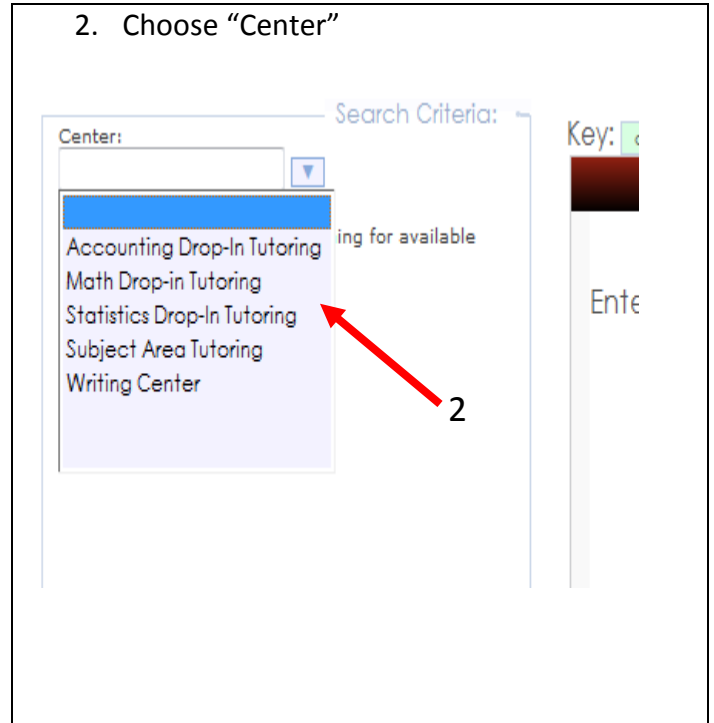 2. Choose “Center”
Search Criteria:
Center:
Key:
ing for available
Accounting Drop-In Tutoring
Math Drop-in Tutoring
Statistics Drop-In Tutoring
Subject Area Tutoring
Writing Center
Ente
2